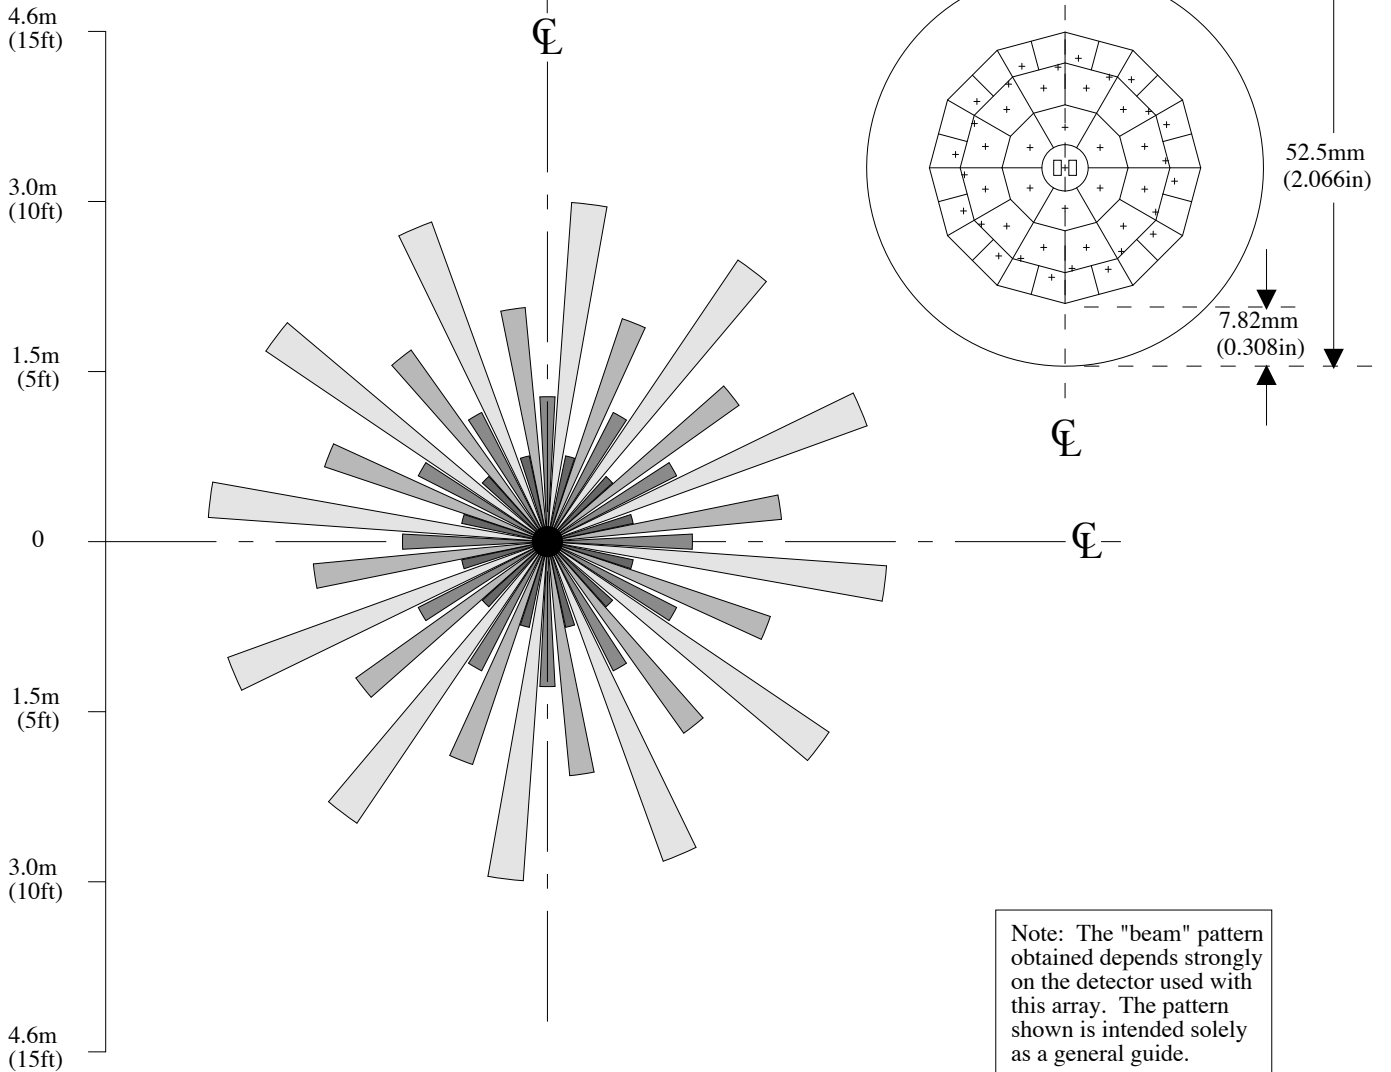 4.6m
(15ft)
3.0m
(10ft)
1.5m
(5ft)
0
1.5m
(5ft)
3.0m
(10ft)
4.6m
(15ft)
℄
℄
℄
52.5mm
(2.066in)
7.82mm
(0.308in)
Note:  The "beam" pattern
obtained depends strongly
on the detector used with
this array.  The pattern
shown is intended solely
as a general guide.